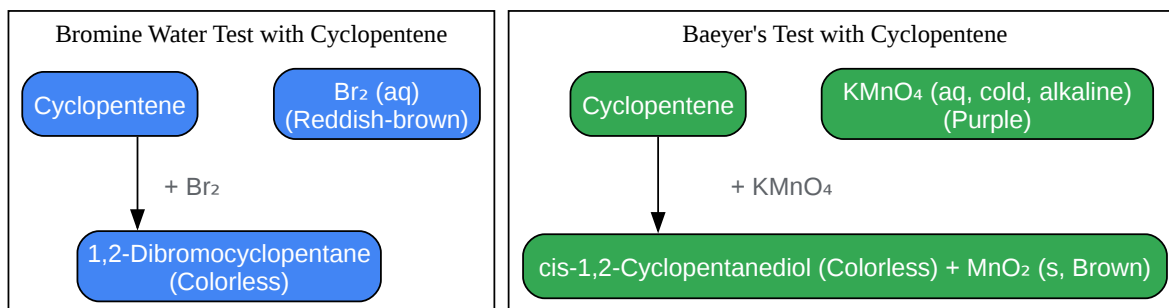 Bromine Water Test with Cyclopentene
Cyclopentene
Br₂ (aq)
(Reddish-brown)
+ Br₂
1,2-Dibromocyclopentane
(Colorless)
Baeyer's Test with Cyclopentene
Cyclopentene
KMnO₄ (aq, cold, alkaline)
(Purple)
+ KMnO₄
cis-1,2-Cyclopentanediol (Colorless) + MnO₂ (s, Brown)